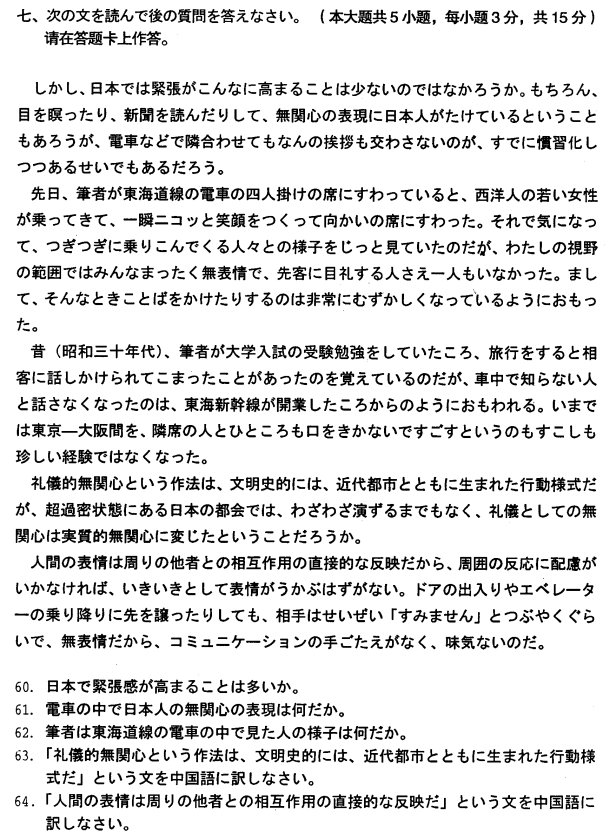 七、次の文を読んで後の質問を答えなさい。（本大题共5小题，每小题3分，共15分）
请在答题卡上作答。
しかし、日本では緊張がこんなに高まることは少ないのではなかろうか。もちろん、
目を瞑ったり、新聞を読んだりして、無関心の表現に日本人がたけているということ
もあろうが、電車などで隣合わせてもなんの挨拶も交わさないのが、すでに慣習化し
つつあるせいでもあるだろう。
先日、筆者が東海道線の電車の四人掛けの席にすわっていると、西洋人の若い女性
が乗ってきて、一瞬ニコッと笑顔をつくって向かいの席にすわった。それで気になっ
て、つぎつぎに乗りこんでくる人々との様子をじっと見ていたのだが、わたしの視野
の範囲ではみんなまったく無表情で、先客に目礼する人さえ一人もいなかった。まし
て、そんなときことばをかけたりするのは非常にむずかしくなっているようにおもっ
た。
昔（昭和三十年代）、筆者が大学入試の受験勉強をしていたころ、旅行をすると相
客に話しかけられてこまったことがあったのを覚えているのだが、車中で知らない人
と話さなくなったのは、東海新幹線が開業したころからのようにおもわれる。いまで
は東京—大阪間を、隣席の人とひところも口をきかないですごすというのもすこしも
珍しい経験ではなくなった。
礼儀的無関心という作法は、文明史的には、近代都市とともに生まれた行動様式だ
が、超過密状態にある日本の都会では、わざわざ演ずるまでもなく、礼儀としての無
関心は実質的無関心に変じたということだろうか。
人間の表情は周りの他者との相互作用の直接的な反映だから、周囲の反応に配慮が
いかなければ、いきいきとして表情がうかぶはずがない。ドアの出入りやエベレータ
ーの乗り降りに先を譲ったりしても、相手はせいぜい「すみません」とつぶやくぐら
いで、無表情だから、コミュニケーションの手ごたえがなく、味気ないのだ。
60. 日本で緊張感が高まることは多いか。
61. 電車の中で日本人の無関心の表現は何だか。
62. 筆者は東海道線の電車の中で見た人の様子は何だか。
63.「礼儀的無関心という作法は、文明史的には、近代都市とともに生まれた行動様
式だ」という文を中国語に訳しなさい。
64.「人間の表情は周りの他者との相互作用の直接的な反映だ」という文を中国語に
訳しなさい。